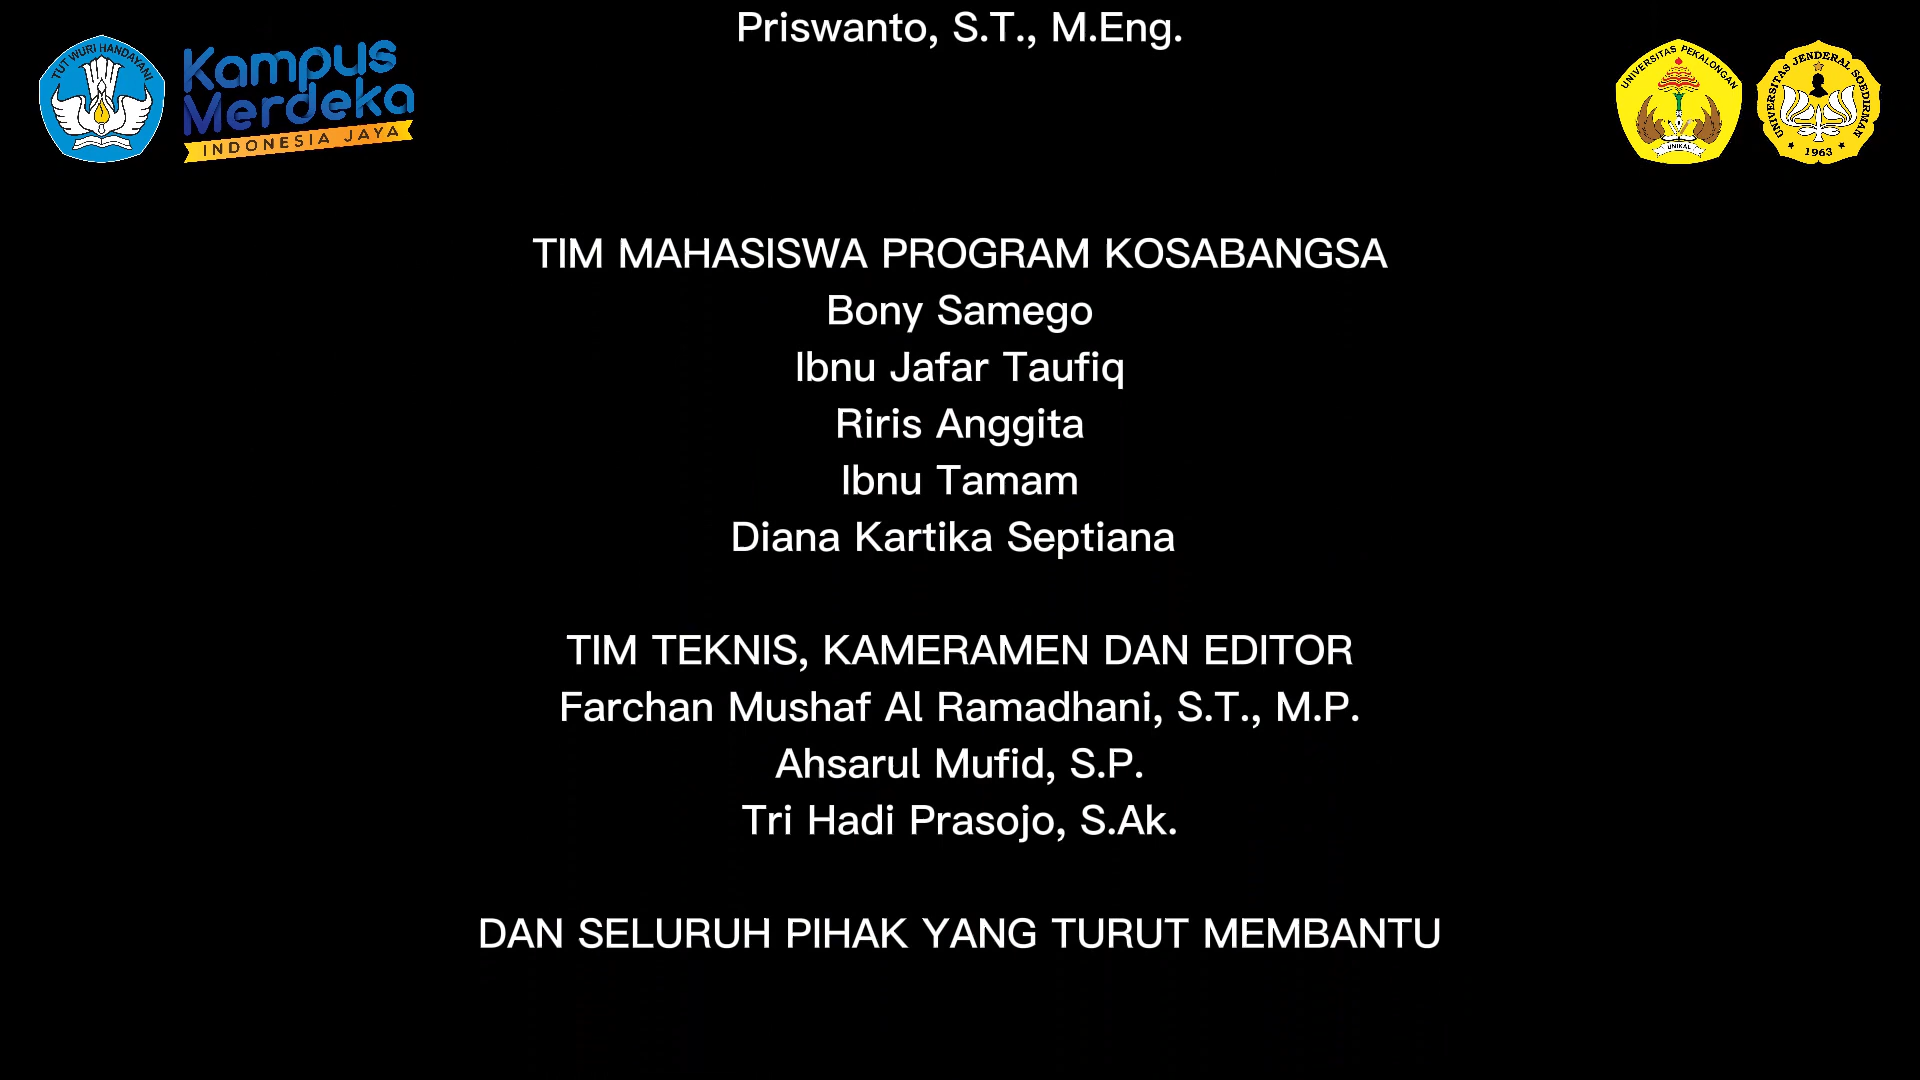 Priswanto, S.T., M.Eng.
TUT WURI HANDAYANI
Kampus
Merdeka
INDONESIA JAYA
UNIVERSITAS PEKALONGAN
UNIKAL
UNIVERSITAS JENDERAL SOEDIRMAN
1963
TIM MAHASISWA PROGRAM KOSABANGSA
Bony Samego
Ibnu Jafar Taufiq
Riris Anggita
Ibnu Tamam
Diana Kartika Septiana
TIM TEKNIS, KAMERAMEN DAN EDITOR
Farchan Mushaf Al Ramadhani, S.T., M.P.
Ahsarul Mufid, S.P.
Tri Hadi Prasojo, S.Ak.
DAN SELURUH PIHAK YANG TURUT MEMBANTU